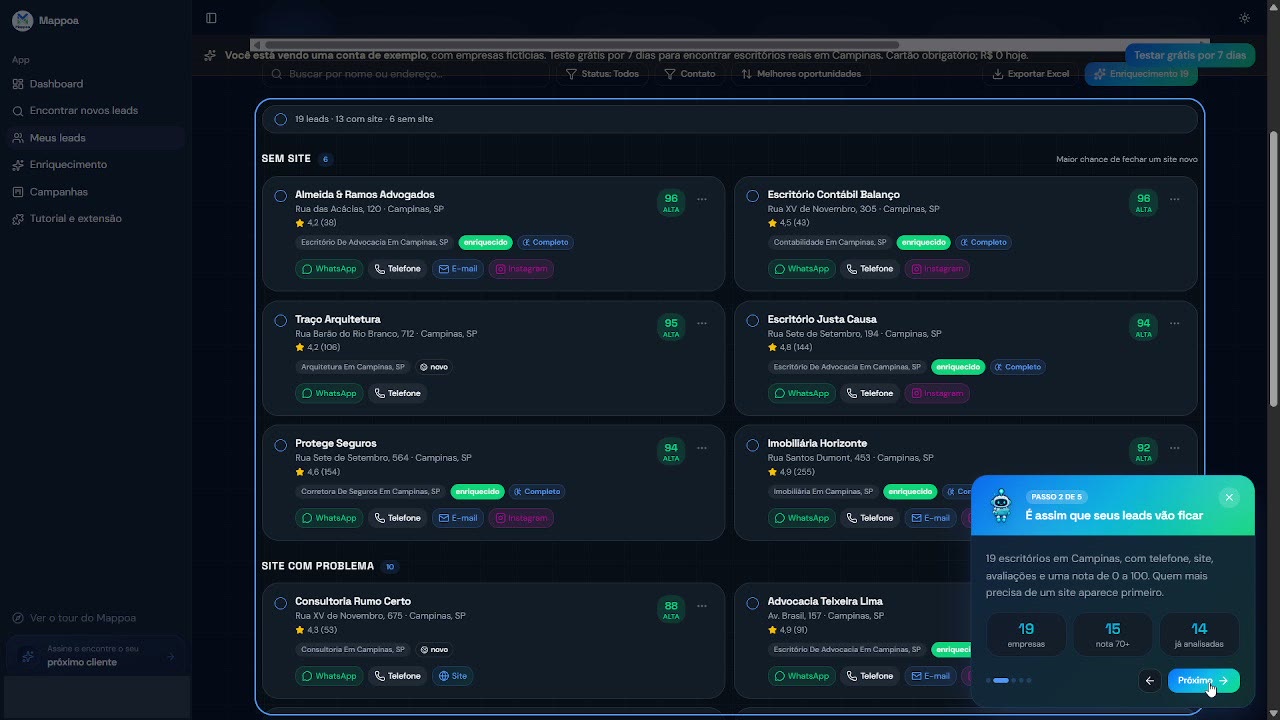 Mappoa
App
Dashboard
Encontrar novos leads
Meus leads
Enriquecimento
Campanhas
Tutorial e extensão
Ver o tour do Mappoa
Assine e encontre o seu
próximo cliente
Você está vendo uma conta de exemplo, com empresas fictícias. Teste grátis por 7 dias para encontrar escritórios reais em Campinas. Cartão obrigatório; R$ 0 hoje.
Testar grátis por 7 dias
Buscar por nome ou endereço...
Status: Todos
Contato
Melhores oportunidades
Exportar Excel
Enriquecimento 19
19 leads · 13 com site · 6 sem site
SEM SITE 6
Maior chance de fechar um site novo
Almeida & Ramos Advogados
96
ALTA
Rua das Acácias, 120 · Campinas, SP
4,2 (38)
Escritório De Advocacia Em Campinas, SP enriquecido Completo
WhatsApp Telefone E-mail Instagram
Escritório Contábil Balanço
96
ALTA
Rua XV de Novembro, 305 · Campinas, SP
4,5 (43)
Contabilidade Em Campinas, SP enriquecido Completo
WhatsApp Telefone Instagram
Traço Arquitetura
95
ALTA
Rua Barão do Rio Branco, 712 · Campinas, SP
4,2 (106)
Arquitetura Em Campinas, SP novo
WhatsApp Telefone
Escritório Justa Causa
94
ALTA
Rua Sete de Setembro, 194 · Campinas, SP
4,8 (144)
Escritório De Advocacia Em Campinas, SP enriquecido Completo
WhatsApp Telefone Instagram
Protege Seguros
94
ALTA
Rua Sete de Setembro, 564 · Campinas, SP
4,6 (154)
Corretora De Seguros Em Campinas, SP enriquecido Completo
WhatsApp Telefone E-mail Instagram
Imobiliária Horizonte
92
ALTA
Rua Santos Dumont, 453 · Campinas, SP
4,9 (255)
Imobiliária Em Campinas, SP enriquecido Co
WhatsApp Telefone E-mail
SITE COM PROBLEMA 10
Consultoria Rumo Certo
88
ALTA
Rua XV de Novembro, 675 · Campinas, SP
4,3 (53)
Consultoria Em Campinas, SP novo
WhatsApp Telefone Site
Advocacia Teixeira Lima
Av. Brasil, 157 · Campinas, SP
4,9 (91)
Escritório De Advocacia Em Campinas, SP enriquec
WhatsApp Telefone E-mail
PASSO 2 DE 5
É assim que seus leads vão ficar
19 escritórios em Campinas, com telefone, site,
avaliações e uma nota de 0 a 100. Quem mais
precisa de um site aparece primeiro.
19
empresas
15
nota 70+
14
já analisadas
Próximo